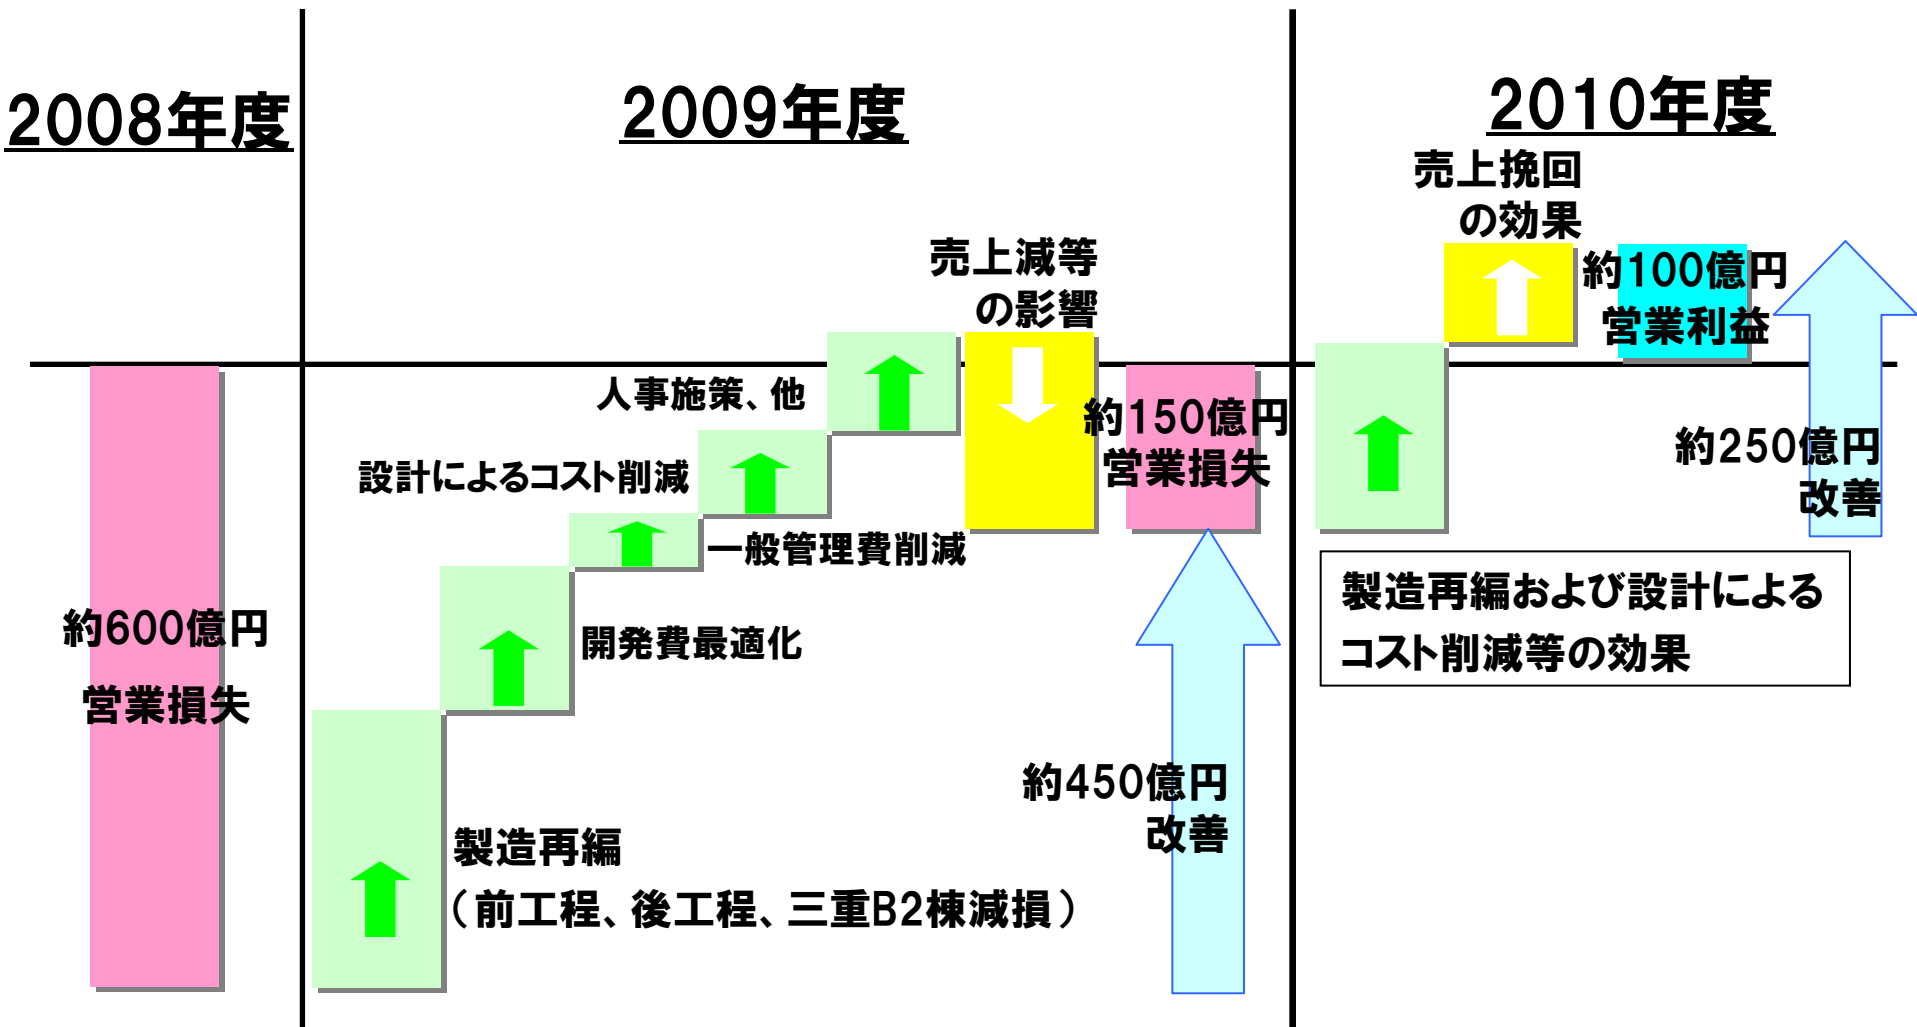 2008年度
約600億円
営業損失
2009年度
製造再編
（前工程、後工程、三重B2棟減損）
開発費最適化
一般管理費削減
設計によるコスト削減
人事施策、他
売上減等
の影響
約150億円
営業損失
約450億円
改善
2010年度
売上挽回
の効果
約100億円
営業利益
約250億円
改善
製造再編および設計による
コスト削減等の効果